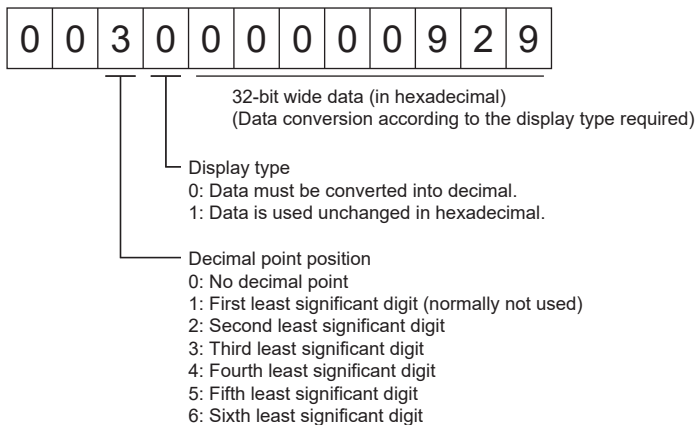 0 0 3 0 0 0 0 0 0 9 2 9
32-bit wide data (in hexadecimal)
(Data conversion according to the display type required)
Display type
0: Data must be converted into decimal.
1: Data is used unchanged in hexadecimal.
Decimal point position
0: No decimal point
1: First least significant digit (normally not used)
2: Second least significant digit
3: Third least significant digit
4: Fourth least significant digit
5: Fifth least significant digit
6: Sixth least significant digit